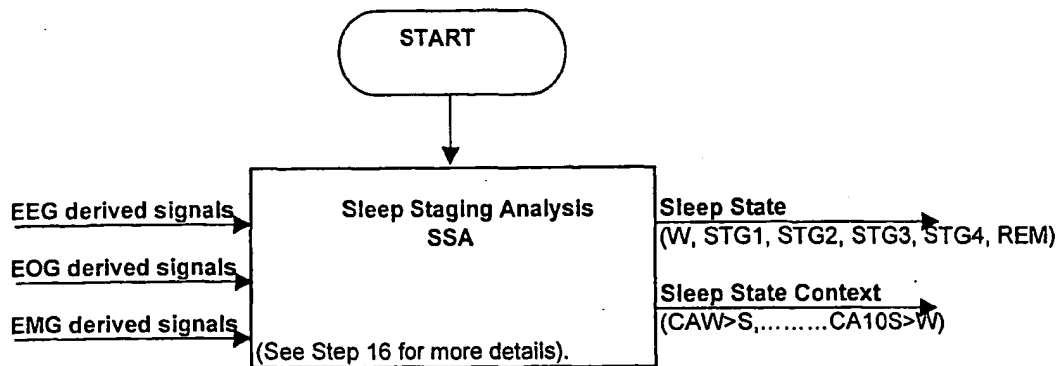 START
Sleep Staging Analysis
SSA
(See Step 16 for more details).
EEG derived signals
EOG derived signals
EMG derived signals
Sleep State
(W, STG1, STG2, STG3, STG4, REM)
Sleep State Context
(CAW>S,.........CA10S>W)